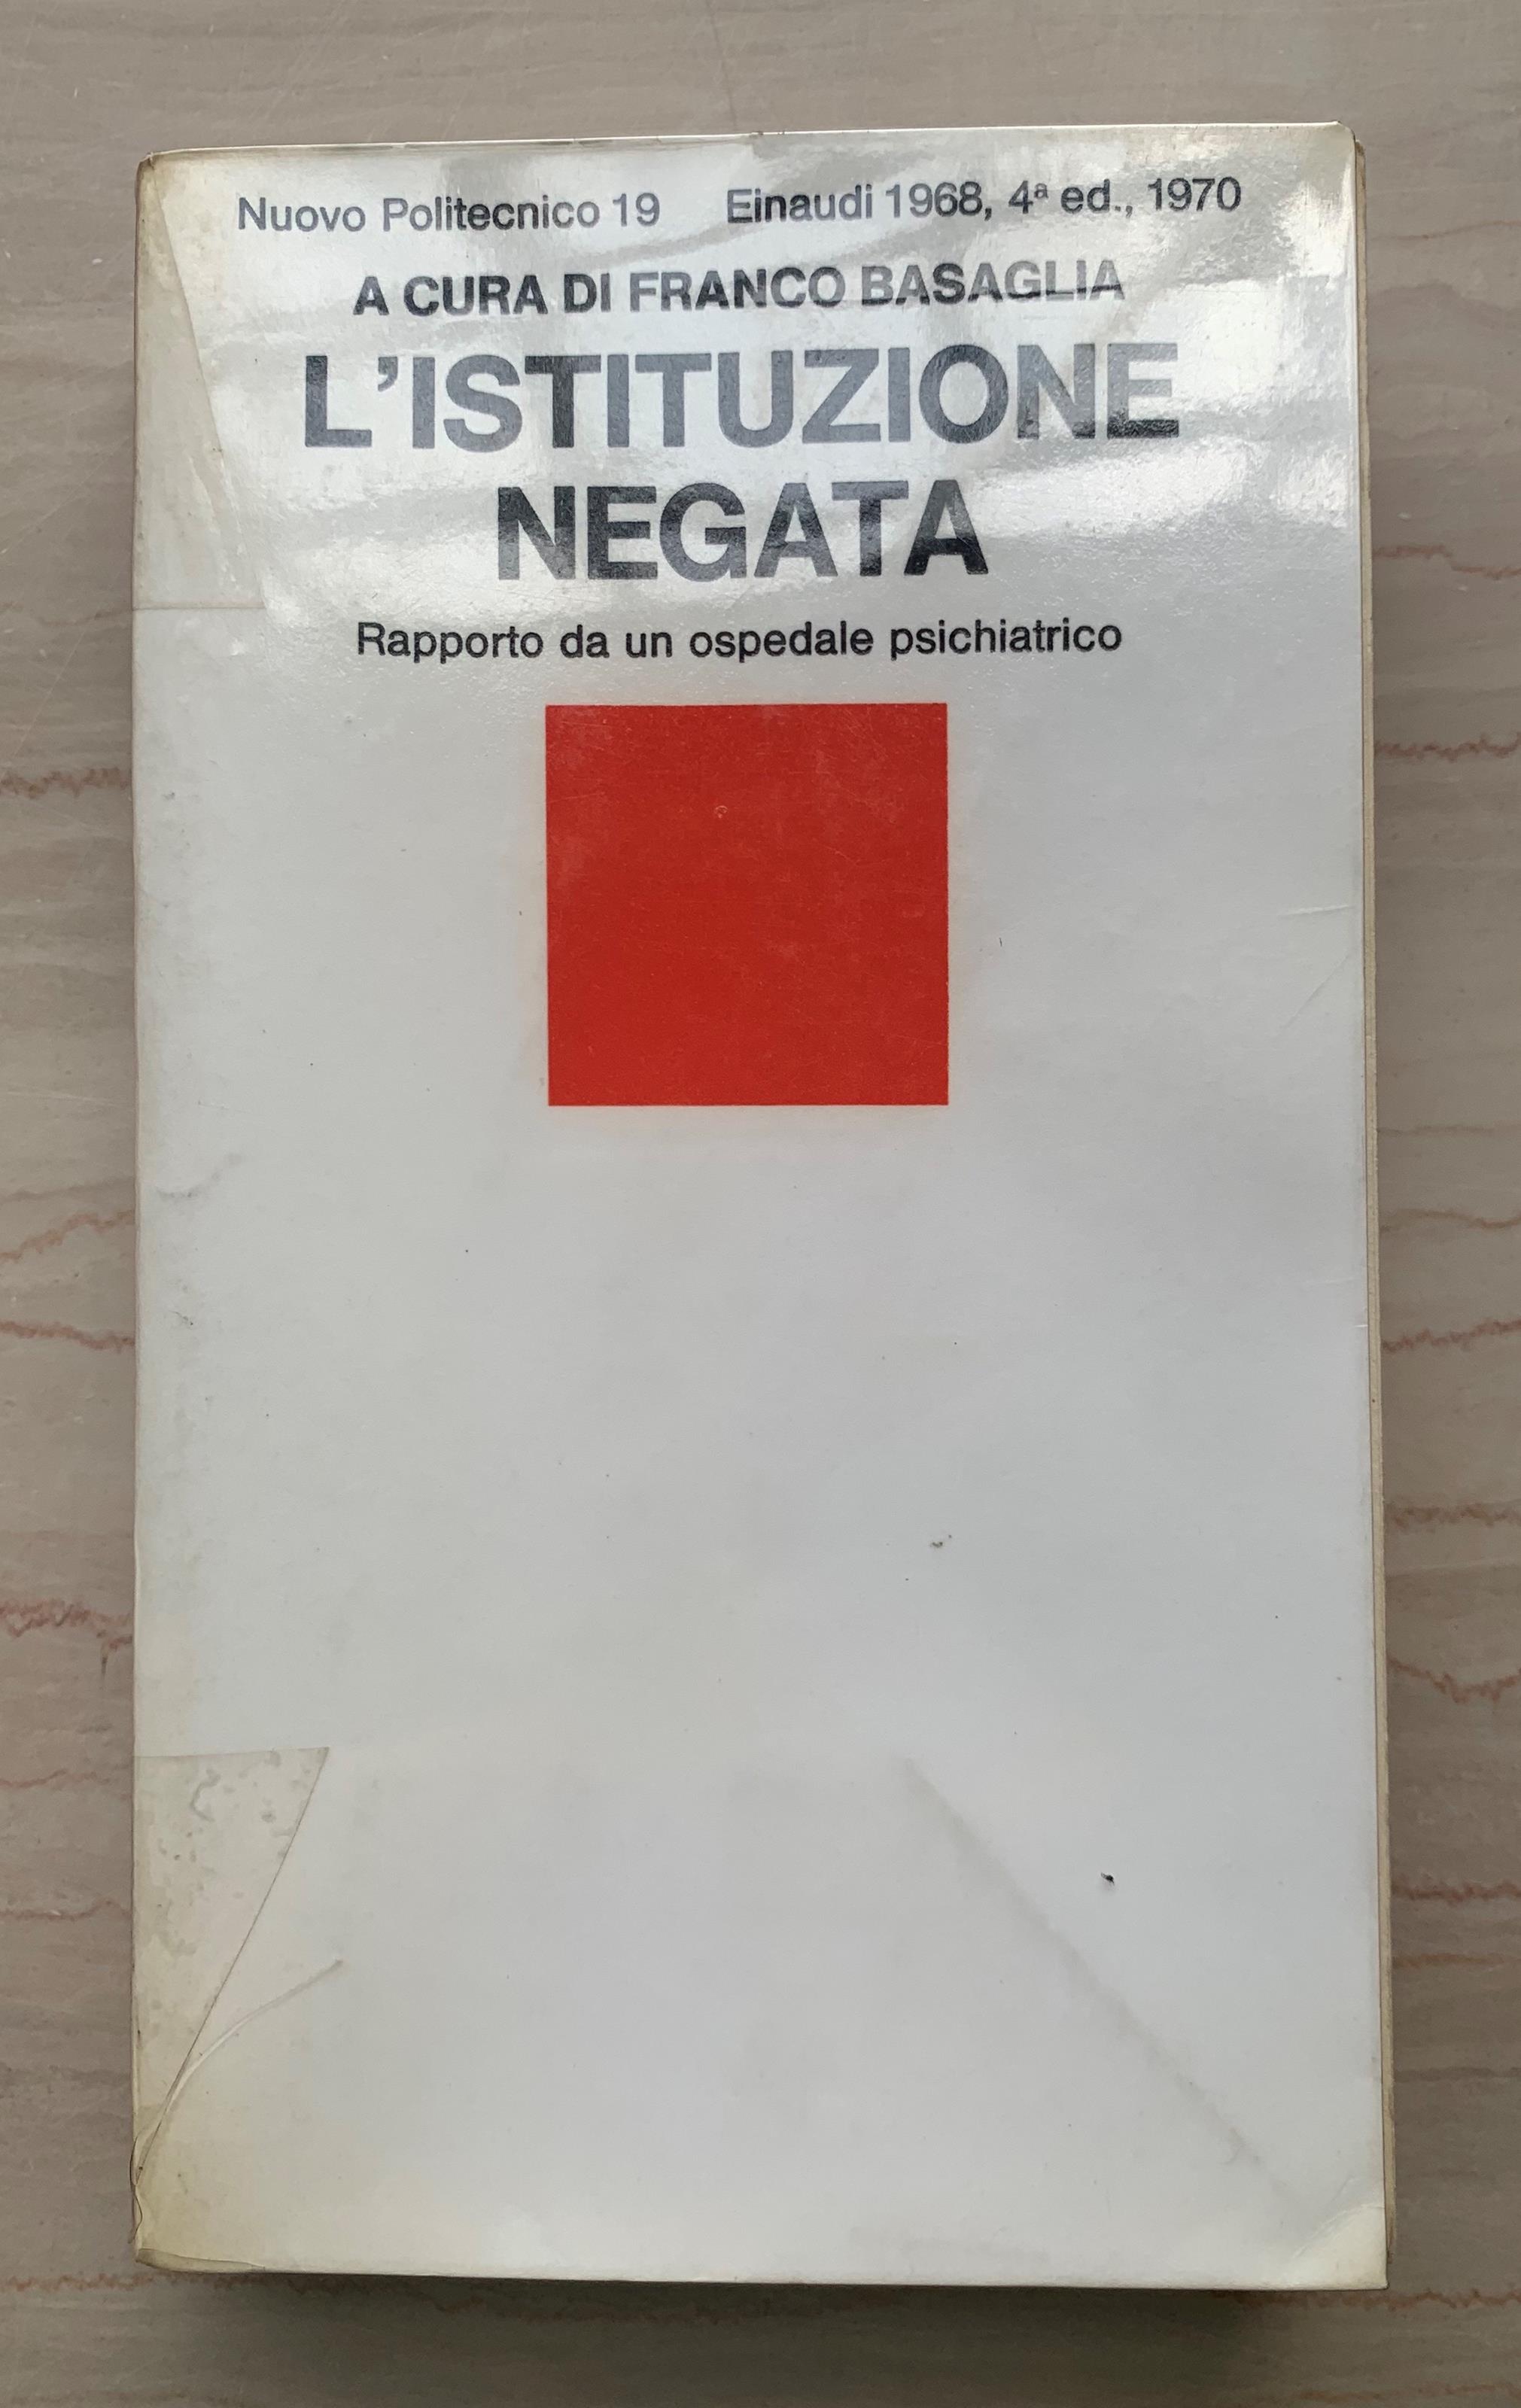 Nuovo Politecnico 19 Einaudi 1968, 4ª ed., 1970
A CURA DI FRANCO BASAGLIA
L'ISTITUZIONE
NEGATA
Rapporto da un ospedale psichiatrico